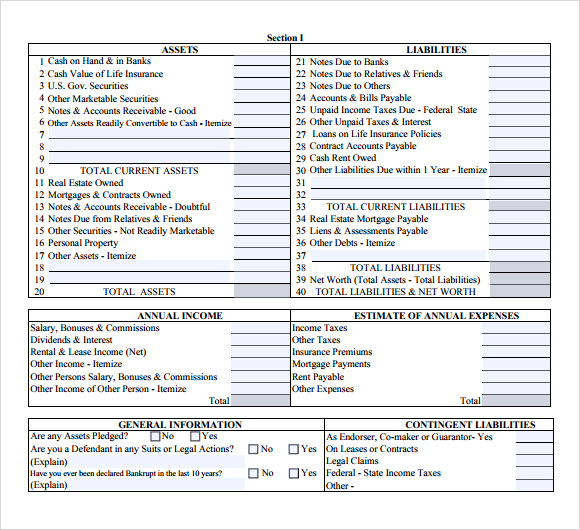 Section I
ASSETS
1 Cash on Hand & in Banks
2 Cash Value of Life Insurance
3 U.S. Gov. Securities
4 Other Marketable Securities
5 Notes & Accounts Receivable - Good
6 Other Assets Readily Convertible to Cash - Itemize
7
8
9
10 TOTAL CURRENT ASSETS
11 Real Estate Owned
12 Mortgages & Contracts Owned
13 Notes & Accounts Receivable - Doubtful
14 Notes Due from Relatives & Friends
15 Other Securities - Not Readily Marketable
16 Personal Property
17 Other Assets - Itemize
18
19
20 TOTAL ASSETS
LIABILITIES
21 Notes Due to Banks
22 Notes Due to Relatives & Friends
23 Notes Due to Others
24 Accounts & Bills Payable
25 Unpaid Income Taxes Due - Federal State
26 Other Unpaid Taxes & Interest
27 Loans on Life Insurance Policies
28 Contract Accounts Payable
29 Cash Rent Owed
30 Other Liabilities Due within 1 Year - Itemize
31
32
33 TOTAL CURRENT LIABILITIES
34 Real Estate Mortgage Payable
35 Liens & Assessments Payable
36 Other Debts - Itemize
37
38 TOTAL LIABILITIES
39 Net Worth (Total Assets - Total Liabilities)
40 TOTAL LIABILITIES & NET WORTH
ANNUAL INCOME
Salary, Bonuses & Commissions
Dividends & Interest
Rental & Lease Income (Net)
Other Income - Itemize
Other Persons Salary, Bonuses & Commissions
Other Income of Other Person - Itemize
Total
ESTIMATE OF ANNUAL EXPENSES
Income Taxes
Other Taxes
Insurance Premiums
Mortgage Payments
Rent Payable
Other Expenses
Total
GENERAL INFORMATION
Are any Assets Pledged? No Yes
Are you a Defendant in any Suits or Legal Actions? No Yes
(Explain)
Have you ever been declared Bankrupt in the last 10 years? No Yes
(Explain)
CONTINGENT LIABILITIES
As Endorser, Co-maker or Guarantor- Yes
On Leases or Contracts
Legal Claims
Federal - State Income Taxes
Other -